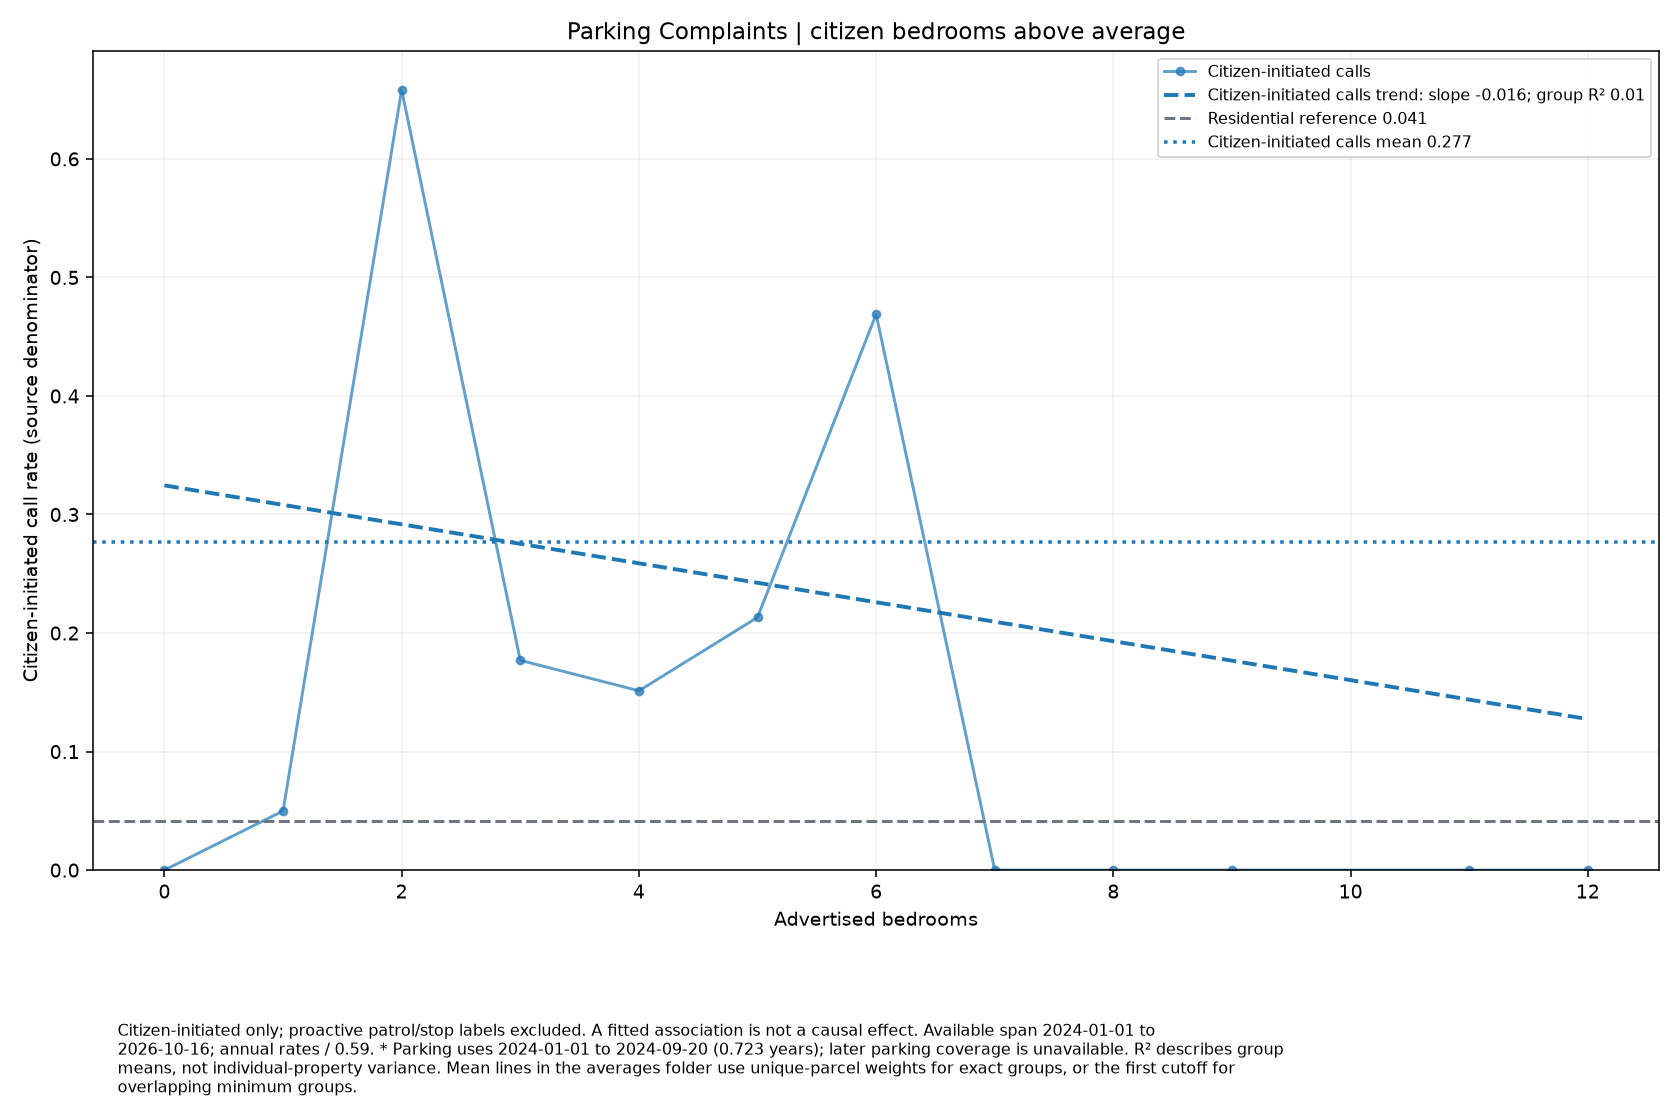 Parking Complaints | citizen bedrooms above average
Citizen-initiated calls
Citizen-initiated calls trend: slope -0.016; group R² 0.01
Residential reference 0.041
Citizen-initiated calls mean 0.277
Citizen-initiated call rate (source denominator)
0.6
0.5
0.4
0.3
0.2
0.1
0.0
0 2 4 6 8 10 12
Advertised bedrooms
Citizen-initiated only; proactive patrol/stop labels excluded. A fitted association is not a causal effect. Available span 2024-01-01 to
2026-10-16; annual rates / 0.59. * Parking uses 2024-01-01 to 2024-09-20 (0.723 years); later parking coverage is unavailable. R² describes group
means, not individual-property variance. Mean lines in the averages folder use unique-parcel weights for exact groups, or the first cutoff for
overlapping minimum groups.